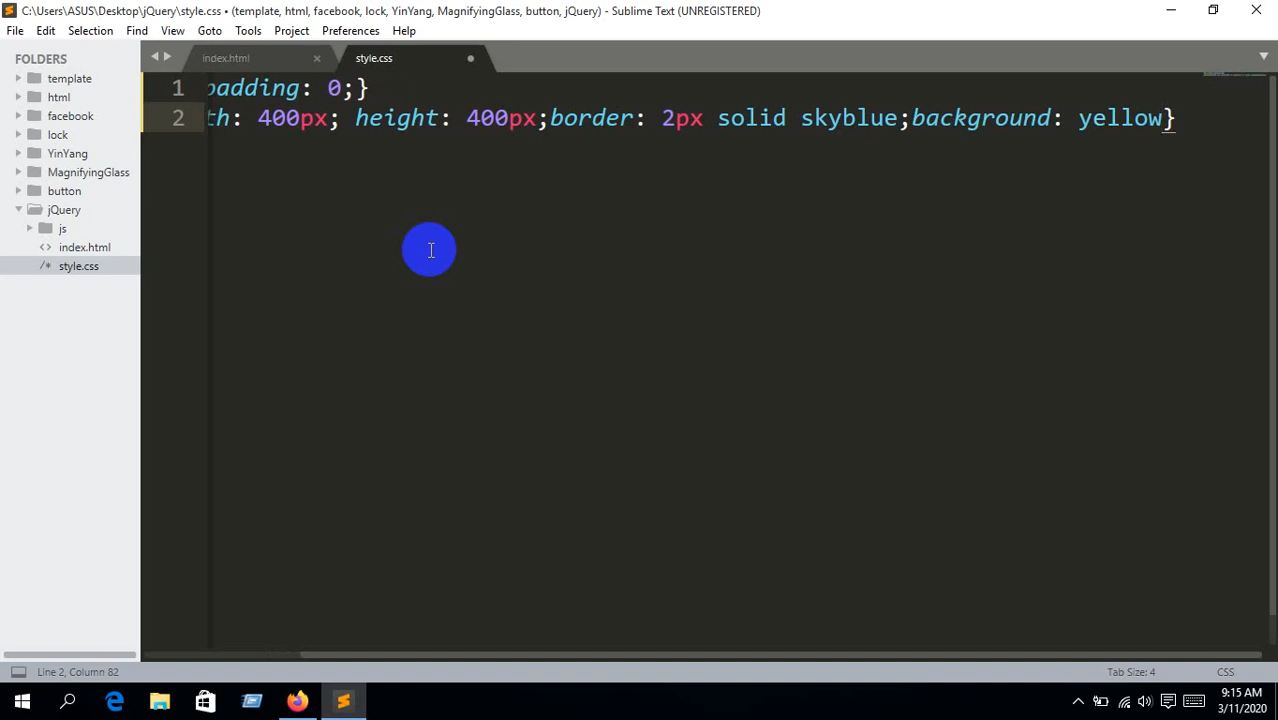 C:\Users\ASUS\Desktop\jQuery\style.css • (template, html, facebook, lock, YinYang, MagnifyingGlass, button, jQuery) - Sublime Text (UNREGISTERED)
File Edit Selection Find View Goto Tools Project Preferences Help
FOLDERS
template
html
facebook
lock
YinYang
MagnifyingGlass
button
jQuery
js
<> index.html
/* style.css
index.html × style.css
1 padding: 0;}
2 th: 400px; height: 400px;border: 2px solid skyblue;background: yellow}
Line 2, Column 82 Tab Size: 4 CSS
9:15 AM
3/11/2020